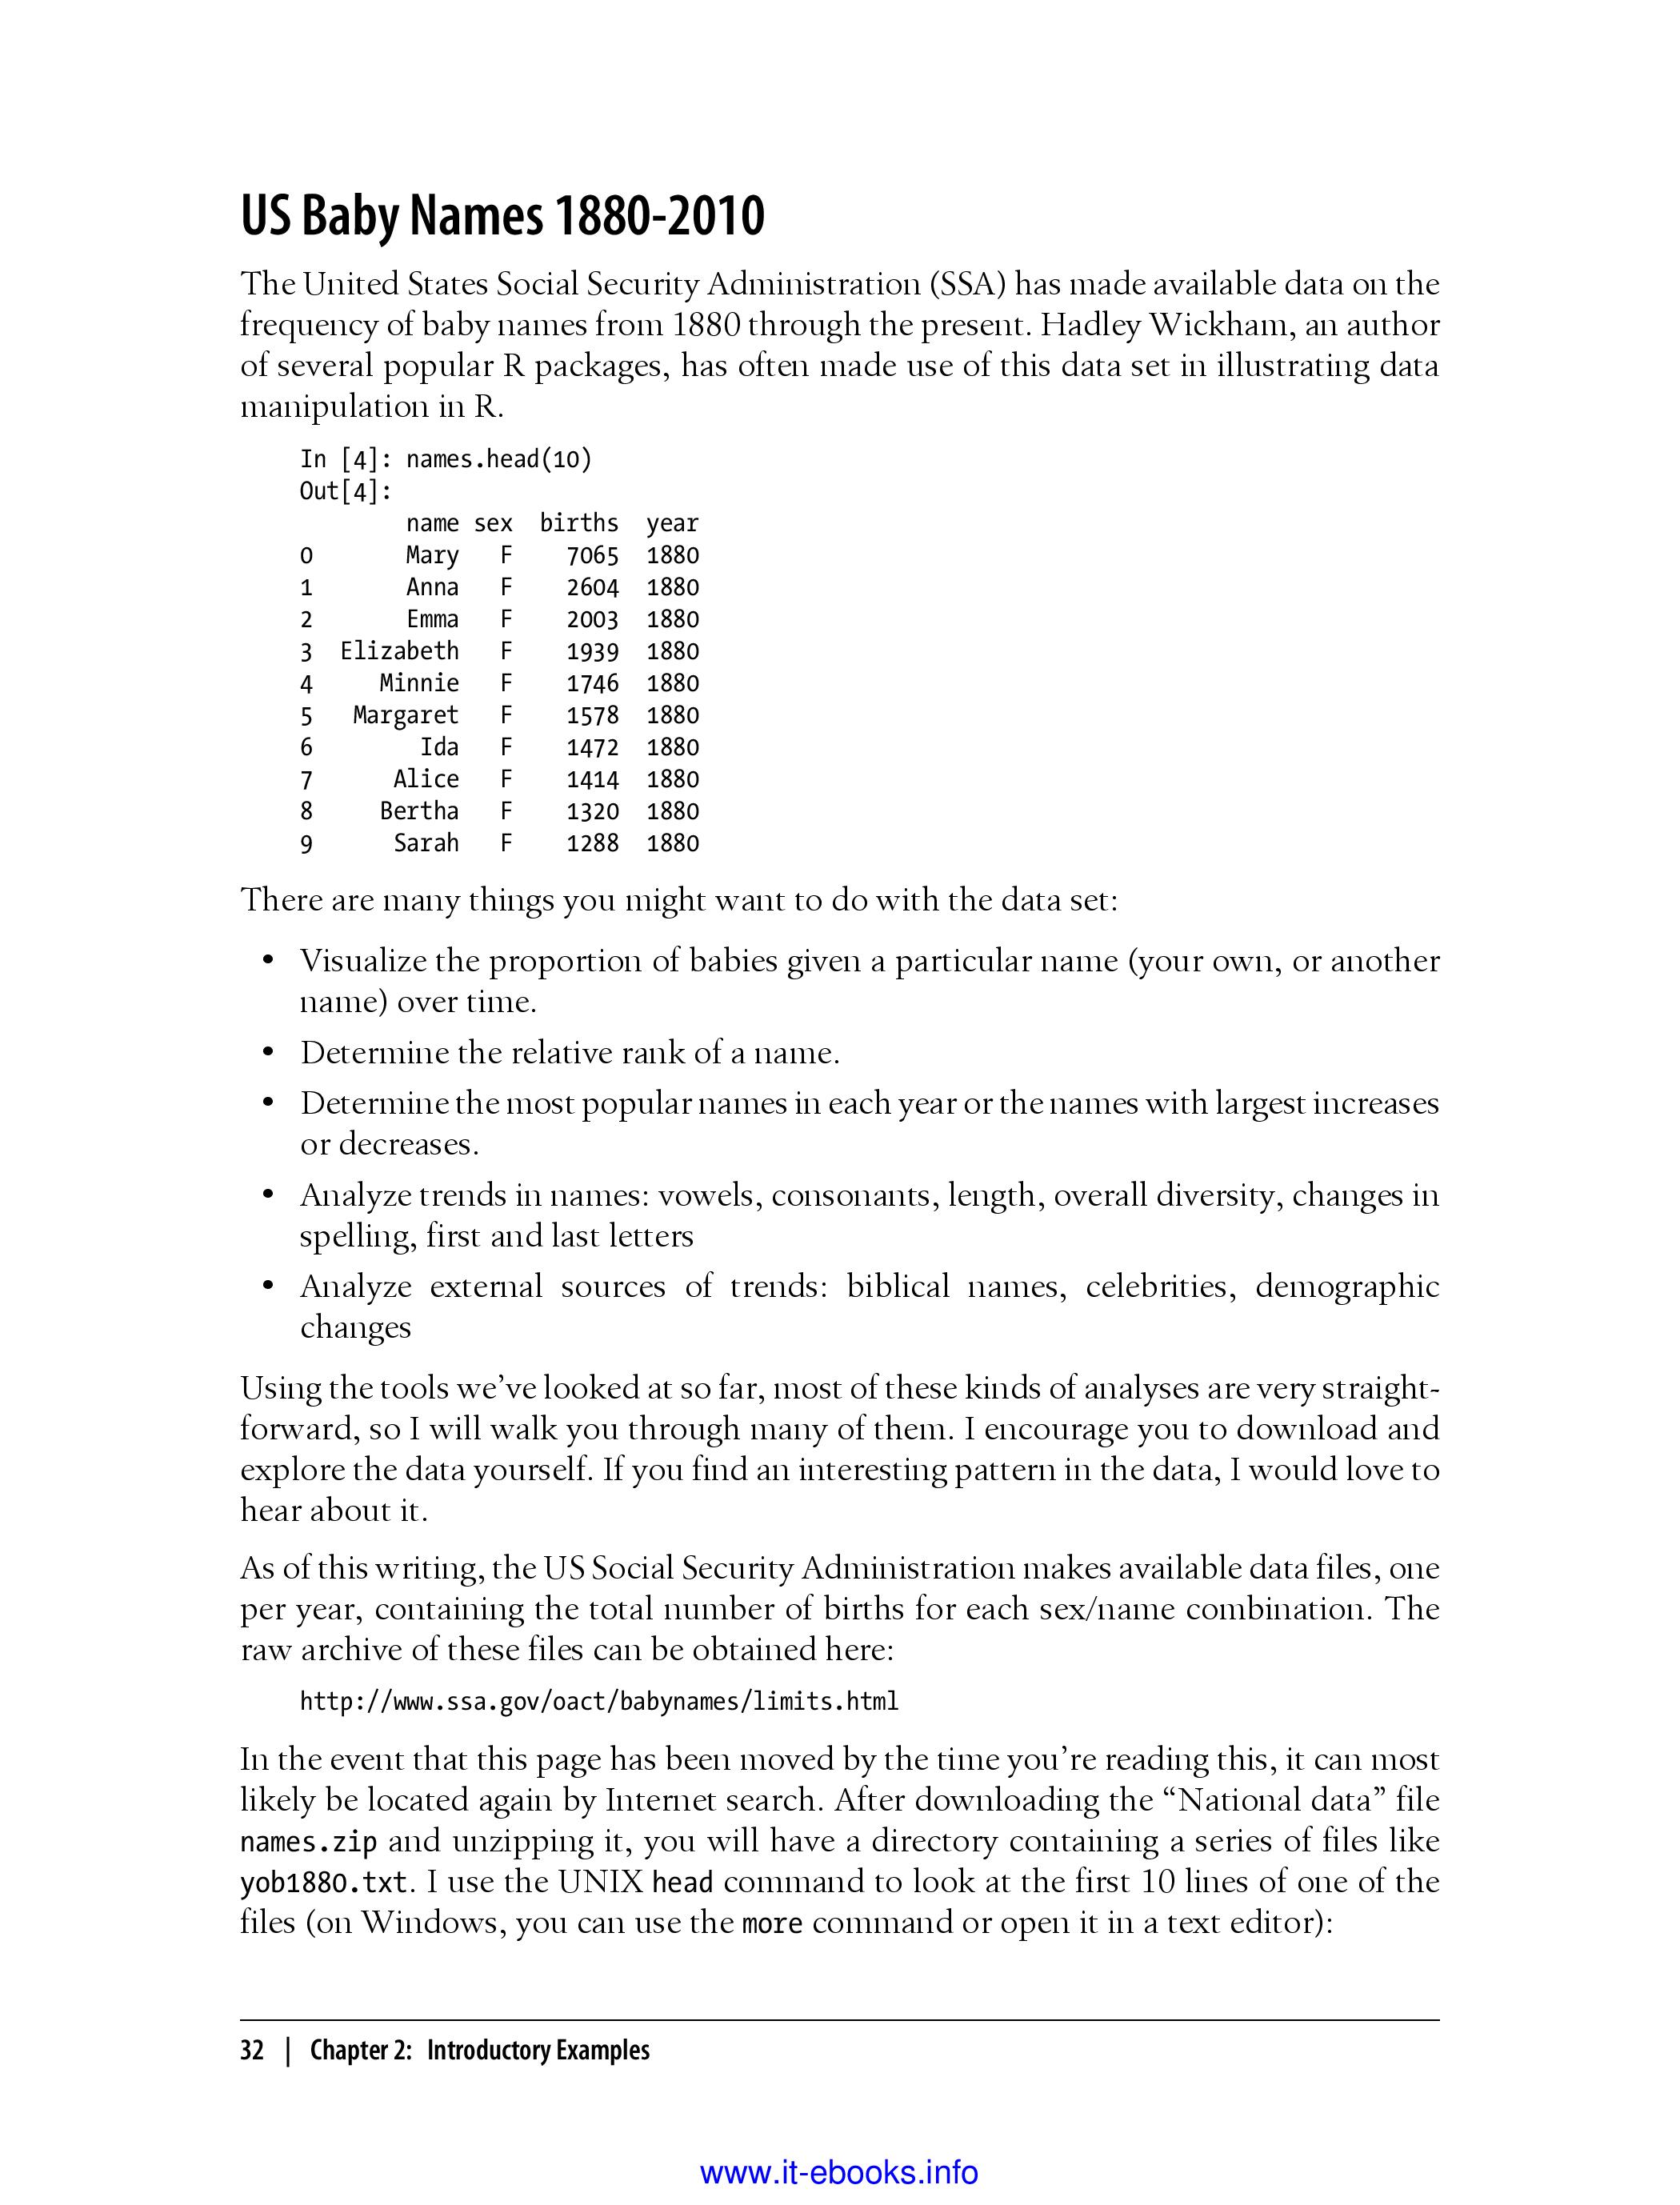 US Baby Names 1880-2010
The United States Social Security Administration (SSA) has made available data on the
frequency of baby names from 1880 through the present. Hadley Wickham, an author
of several popular R packages, has often made use of this data set in illustrating data
manipulation in R.
In [4]: names.head(10)
Out[4]:
        name sex  births  year
0       Mary   F    7065  1880
1       Anna   F    2604  1880
2       Emma   F    2003  1880
3  Elizabeth   F    1939  1880
4     Minnie   F    1746  1880
5   Margaret   F    1578  1880
6        Ida   F    1472  1880
7      Alice   F    1414  1880
8     Bertha   F    1320  1880
9      Sarah   F    1288  1880
There are many things you might want to do with the data set:
• Visualize the proportion of babies given a particular name (your own, or another
name) over time.
• Determine the relative rank of a name.
• Determine the most popular names in each year or the names with largest increases
or decreases.
• Analyze trends in names: vowels, consonants, length, overall diversity, changes in
spelling, first and last letters
• Analyze external sources of trends: biblical names, celebrities, demographic
changes
Using the tools we’ve looked at so far, most of these kinds of analyses are very straight-
forward, so I will walk you through many of them. I encourage you to download and
explore the data yourself. If you find an interesting pattern in the data, I would love to
hear about it.
As of this writing, the US Social Security Administration makes available data files, one
per year, containing the total number of births for each sex/name combination. The
raw archive of these files can be obtained here:
http://www.ssa.gov/oact/babynames/limits.html
In the event that this page has been moved by the time you’re reading this, it can most
likely be located again by Internet search. After downloading the “National data” file
names.zip and unzipping it, you will have a directory containing a series of files like
yob1880.txt. I use the UNIX head command to look at the first 10 lines of one of the
files (on Windows, you can use the more command or open it in a text editor):
32 | Chapter 2: Introductory Examples
www.it-ebooks.info